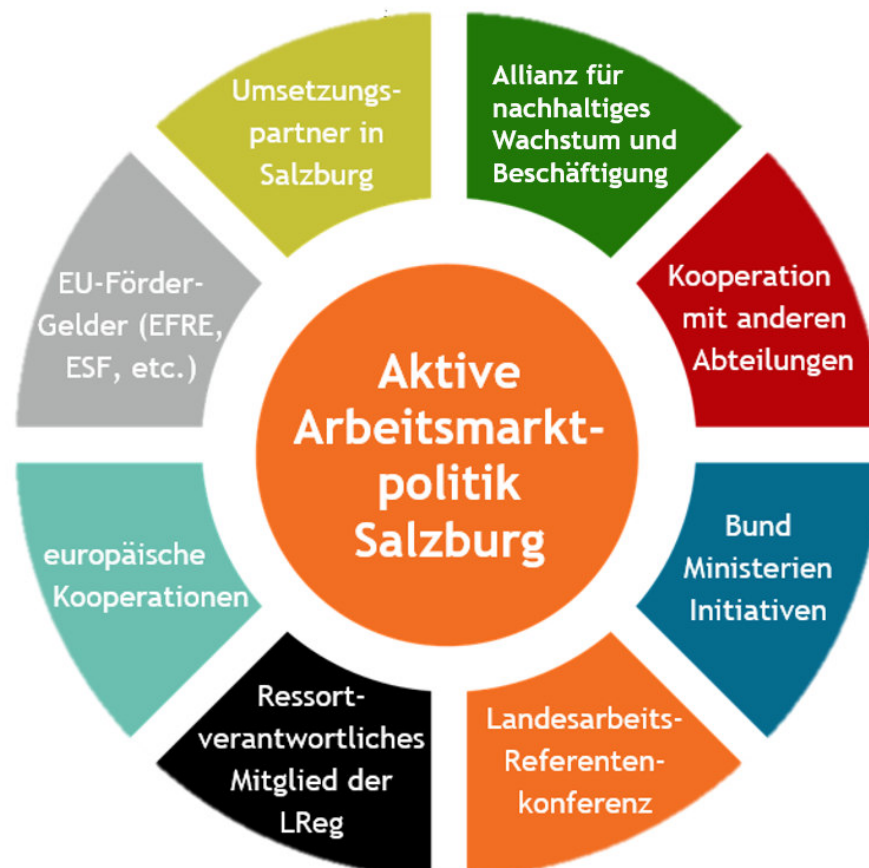 Umsetzungs-
partner in
Salzburg
Allianz für
nachhaltiges
Wachstum und
Beschäftigung
EU-Förder-
Gelder (EFRE,
ESF, etc.)
Kooperation
mit anderen
Abteilungen
Aktive
Arbeitsmarkt-
politik
Salzburg
europäische
Kooperationen
Bund
Ministerien
Initiativen
Ressort-
verantwortliches
Mitglied der
LReg
Landesarbeits-
Referenten-
konferenz